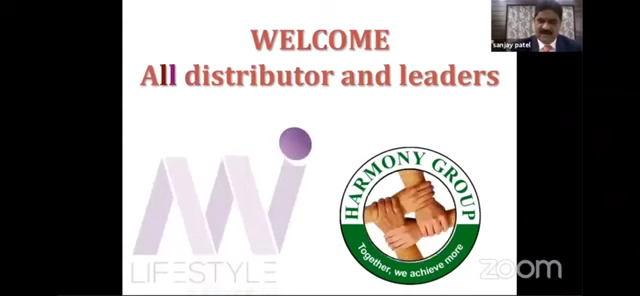 WELCOME
All distributor and leaders
sanjay patel
LIFESTYLE
HARMONY GROUP
Together, we achieve more
zoom